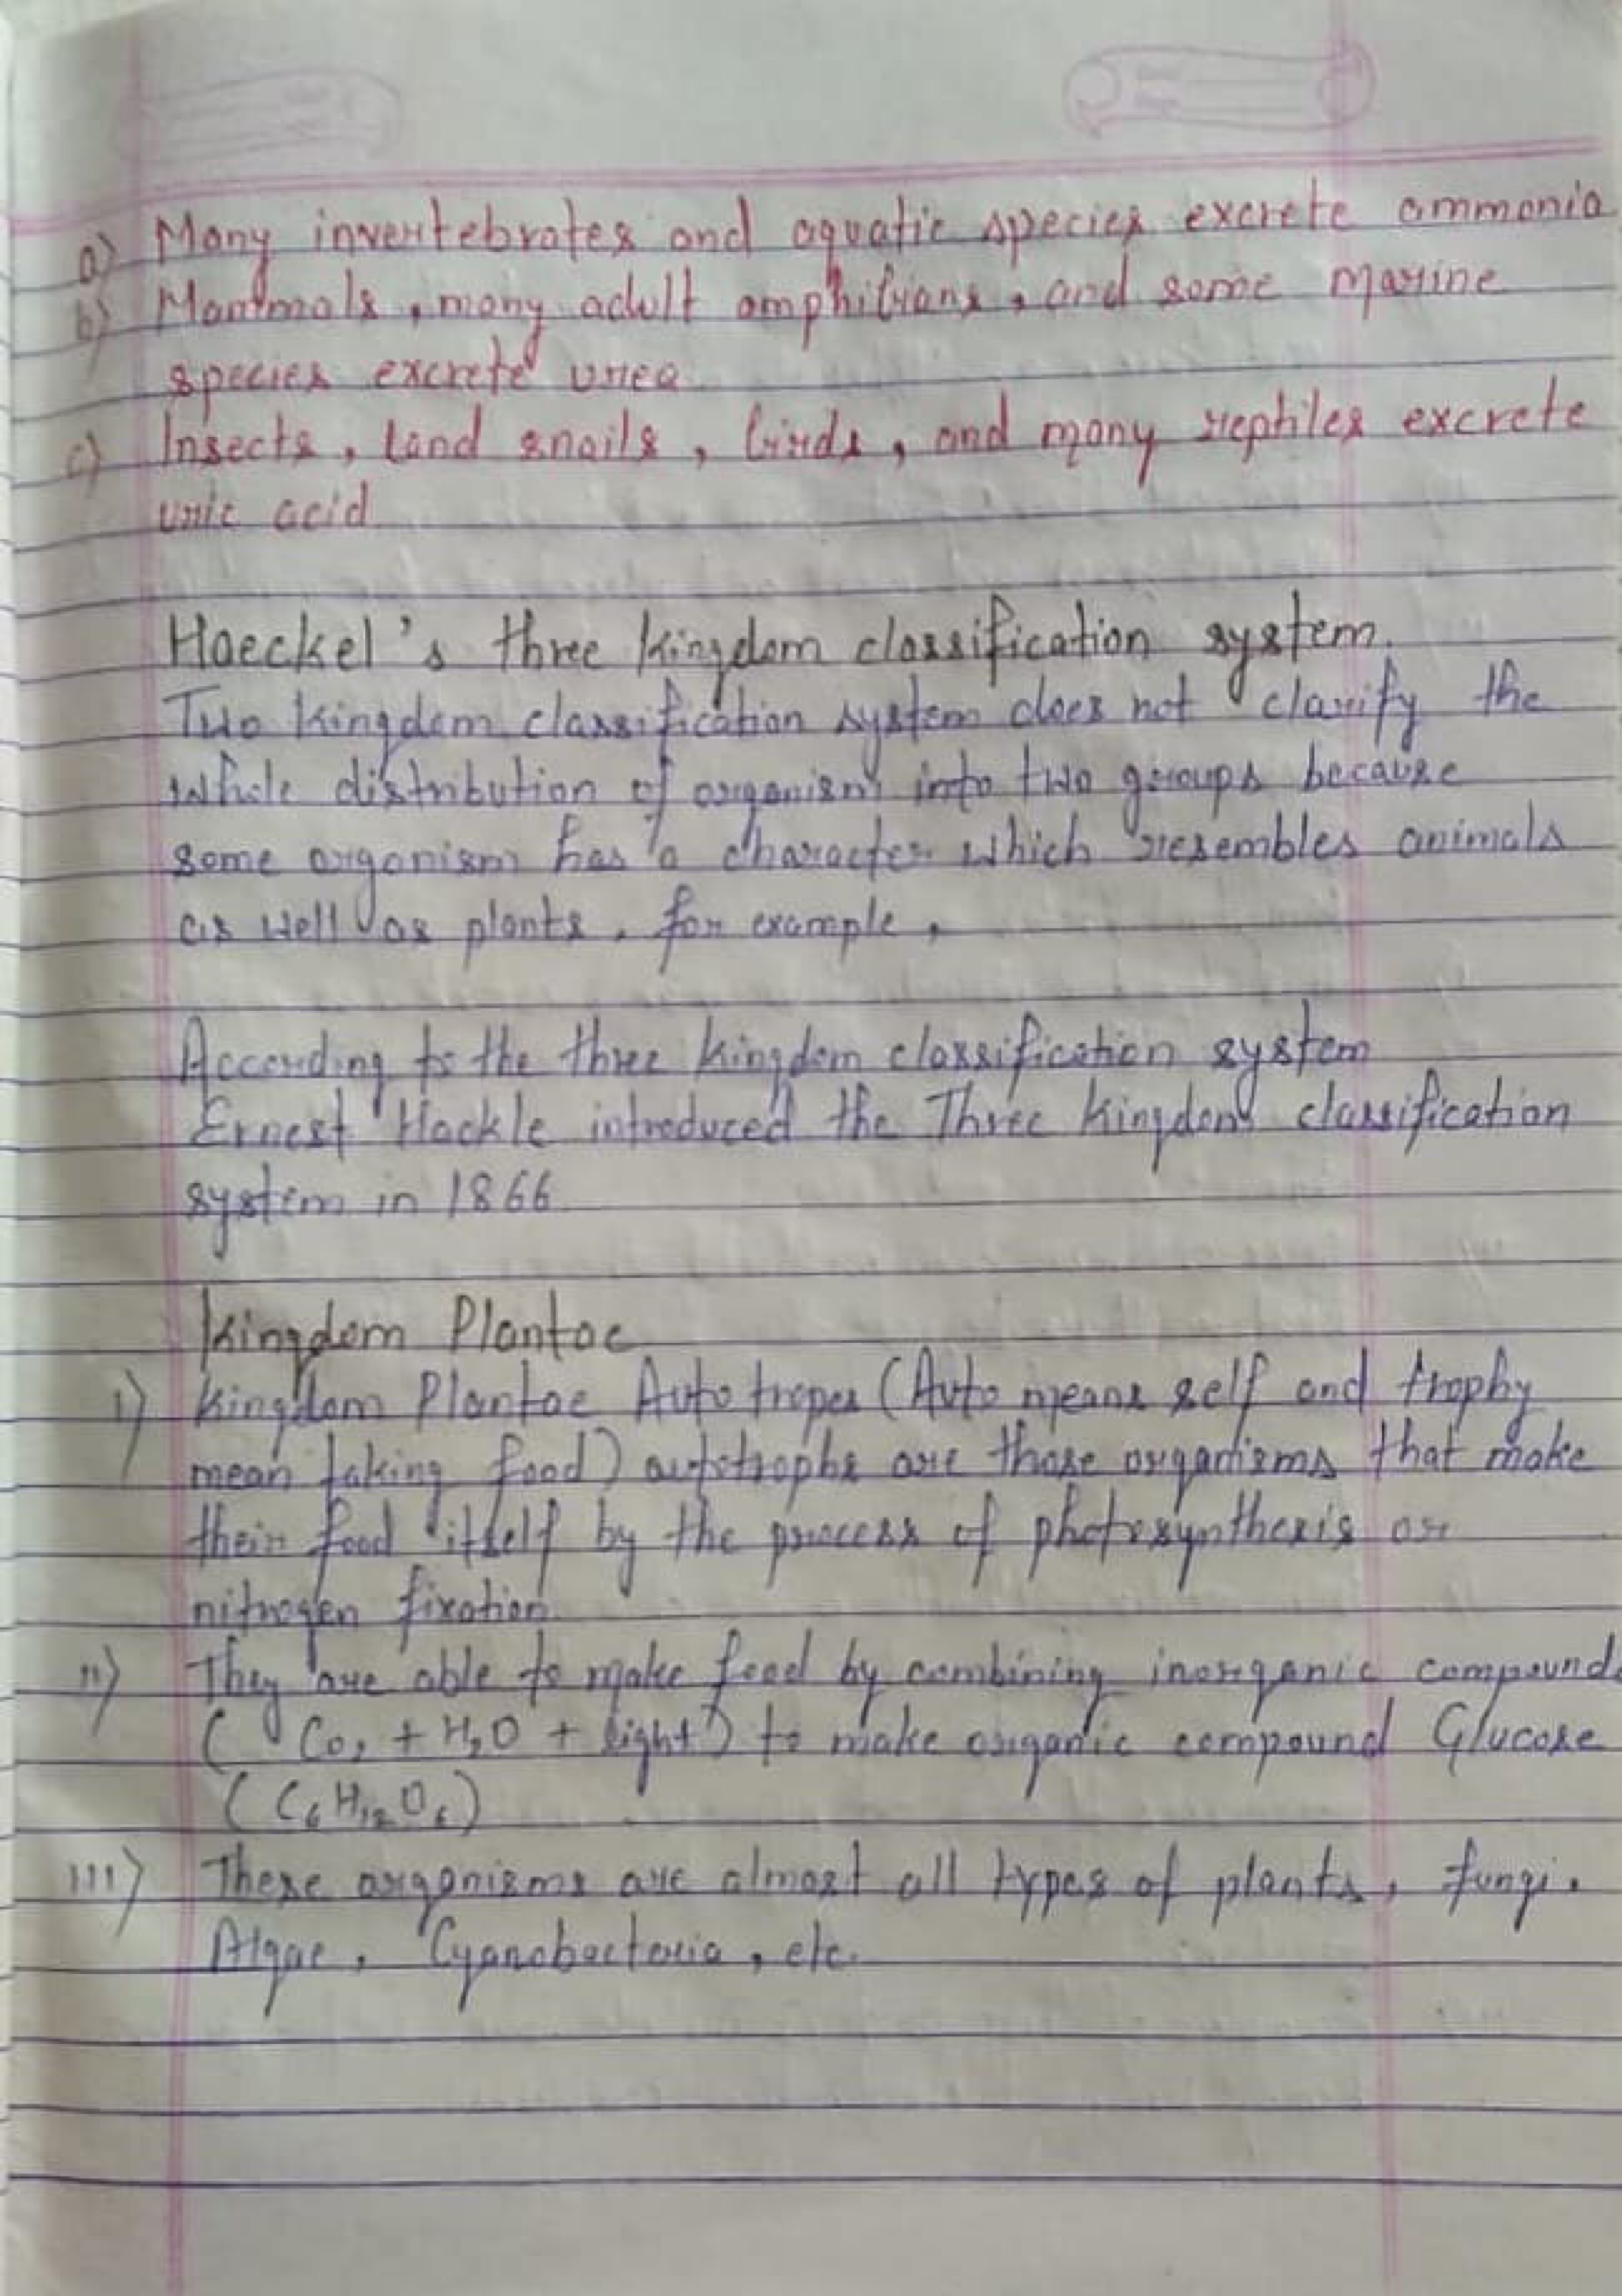 a) Many invertebrates and aquatic species excrete ammonia
b) Mammals, many adult amphibians, and some marine
species excrete urea
c) Insects, land snails, birds, and many reptiles excrete
uric acid
Haeckel's three kingdom classification system.
Two kingdom classification system does not clarify the
whole distribution of organism into two groups because
some organism has a character which resembles animals
as well as plants. for example,
According to the three kingdom classification system
Ernest Hackle introduced the Three kingdom classification
system in 1866
Kingdom Plantae
i) Kingdom Plantae Autotropes (Auto means self and trophy
mean taking food) autotrophs are those organisms that make
their food itself by the process of photosynthesis or
nitrogen fixation
ii) They are able to make food by combining inorganic compound
( Co₂ + H₂O + light) to make organic compound Glucose
(C₆H₁₂O₆)
iii) These organisms are almost all types of plants, fungi.
Algae, Cyanobacteria, etc.